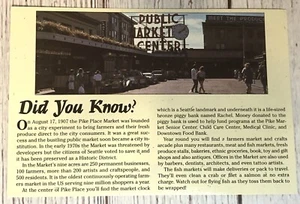 PUBLIC
MARKET
CENTER
MEET THE PRODUCER
Did You Know?
On August 17, 1907 the Pike Place Market was founded
as a city experiment to bring farmers and their fresh
produce direct to the city consumers. It was a great suc-
cess and the bustling public market soon became a city in-
stitution. In the early 1970s the Market was threatened by
developers but the citizens of Seattle voted to save it, and
it has been preserved as a Historic District.
In the Market's nine acres are 250 permanent businesses,
100 farmers, more than 200 artists and craftspeople, and
500 residents. It is the oldest continuously operating farm-
ers market in the US serving nine million shoppers a year.
At the center of Pike Place you'll find the market clock
which is a Seattle landmark and underneath it is a life-sized
bronze piggy bank named Rachel. Money donated to the
piggy bank is used to help fund programs at the Pike Mar-
ket Senior Center, Child Care Center, Medical Clinic, and
Downtown Food Bank.
Year round you will find a farmers market and crafts
arcade plus many restaurants, meat and fish markets, fresh
produce stalls, bakeries, ethnic groceries, book, toy and gift
shops and also antiques. Offices in the Market are also used
by barbers, dentists, architects, and even tattoo artists.
The fish markets will make deliveries or pack to travel.
They'll even clean a crab or filet a salmon at no extra
charge. Watch out for flying fish as they toss them back to
be wrapped!